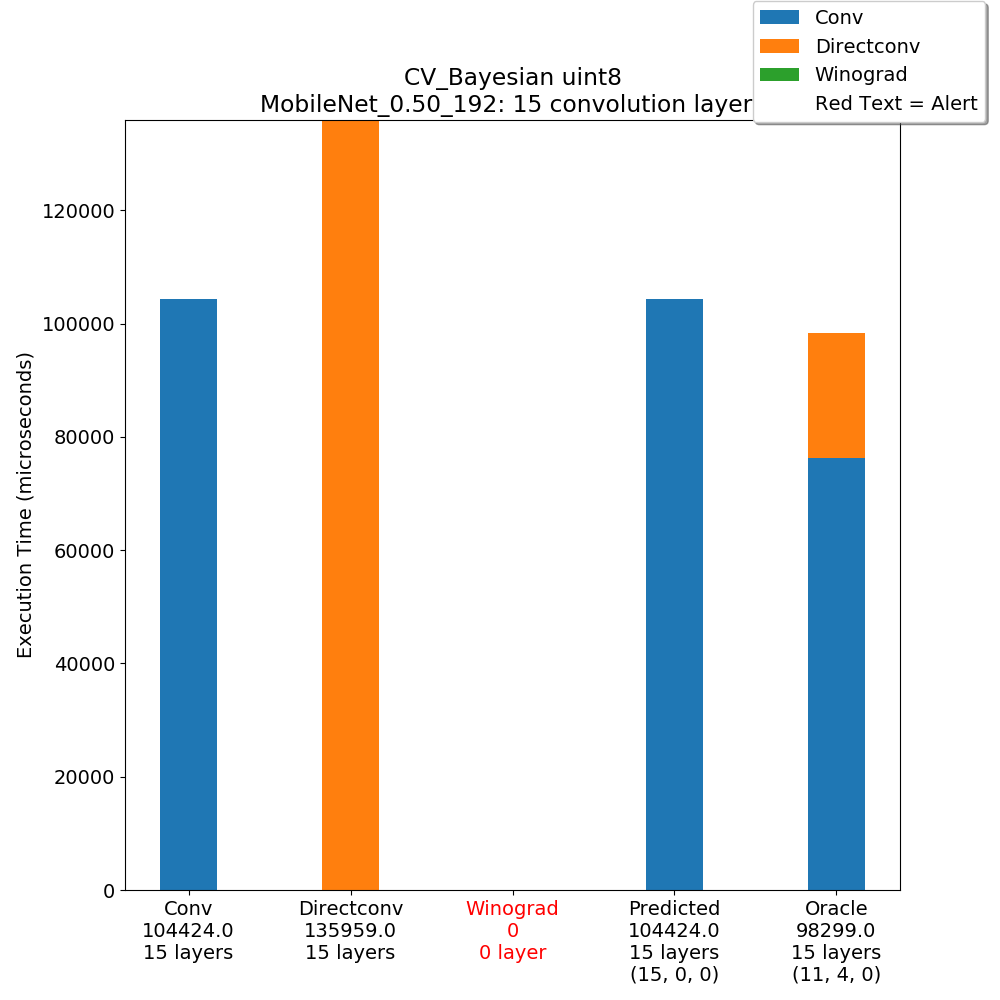 Conv
Directconv
Winograd
Red Text = Alert
CV_Bayesian uint8
MobileNet_0.50_192: 15 convolution layer
Execution Time (microseconds)
120000
100000
80000
60000
40000
20000
0
Conv
104424.0
15 layers
Directconv
135959.0
15 layers
Winograd
0
0 layer
Predicted
104424.0
15 layers
(15, 0, 0)
Oracle
98299.0
15 layers
(11, 4, 0)